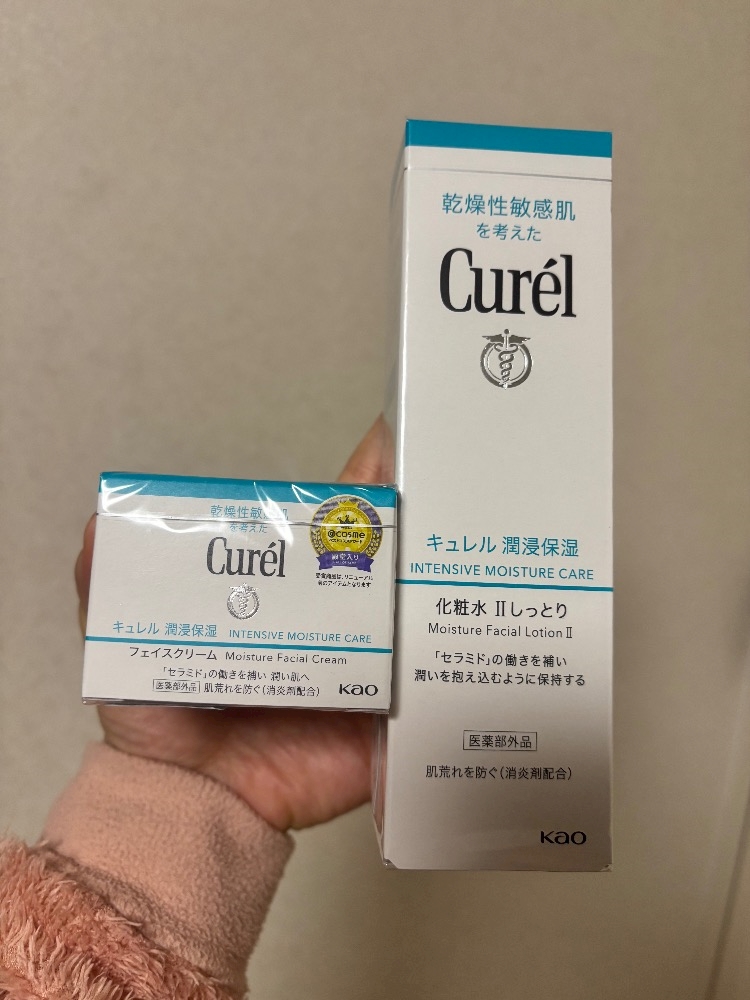 乾燥性敏感肌
を考えた
Curél
キュレル 潤浸保湿
INTENSIVE MOISTURE CARE
フェイスクリーム Moisture Facial Cream
「セラミド」の働きを補い 潤い肌へ
医薬部外品 肌荒れを防ぐ(消炎剤配合)
Kao
@cosme
殿堂入り
乾燥性敏感肌
を考えた
Curél
キュレル 潤浸保湿
INTENSIVE MOISTURE CARE
化粧水 IIしっとり
Moisture Facial Lotion II
「セラミド」の働きを補い
潤いを抱え込むように保持する
医薬部外品
肌荒れを防ぐ(消炎剤配合)
Kao